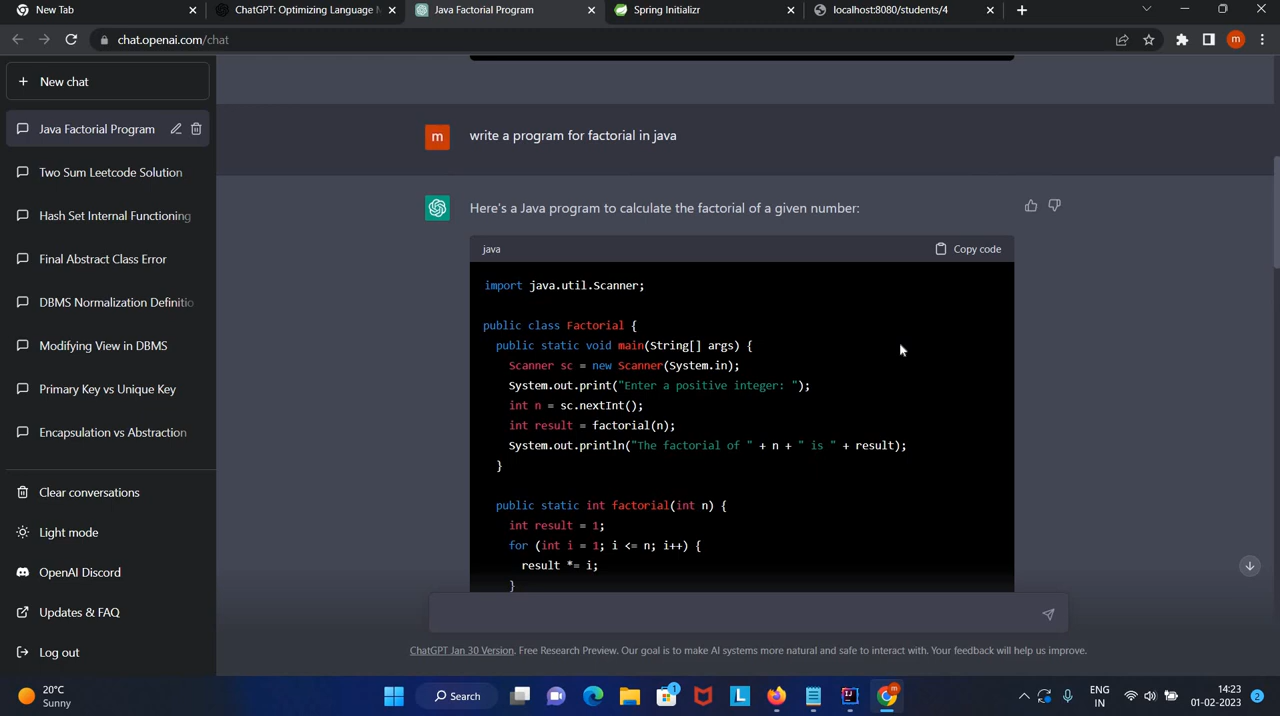 New Tab
ChatGPT: Optimizing Language
Java Factorial Program
Spring Initializr
localhost:8080/students/4
chat.openai.com/chat
m
New chat
Java Factorial Program
Two Sum Leetcode Solution
Hash Set Internal Functioning
Final Abstract Class Error
DBMS Normalization Definitio
Modifying View in DBMS
Primary Key vs Unique Key
Encapsulation vs Abstraction
Clear conversations
Light mode
OpenAI Discord
Updates & FAQ
Log out
m
write a program for factorial in java
Here's a Java program to calculate the factorial of a given number:
java
Copy code
import java.util.Scanner;
public class Factorial {
public static void main(String[] args) {
Scanner sc = new Scanner(System.in);
System.out.print("Enter a positive integer: ");
int n = sc.nextInt();
int result = factorial(n);
System.out.println("The factorial of " + n + " is " + result);
}
public static int factorial(int n) {
int result = 1;
for (int i = 1; i <= n; i++) {
result *= i;
}
ChatGPT Jan 30 Version. Free Research Preview. Our goal is to make AI systems more natural and safe to interact with. Your feedback will help us improve.
20°C
Sunny
Search
1
L
m
ENG
IN
14:23
01-02-2023
2